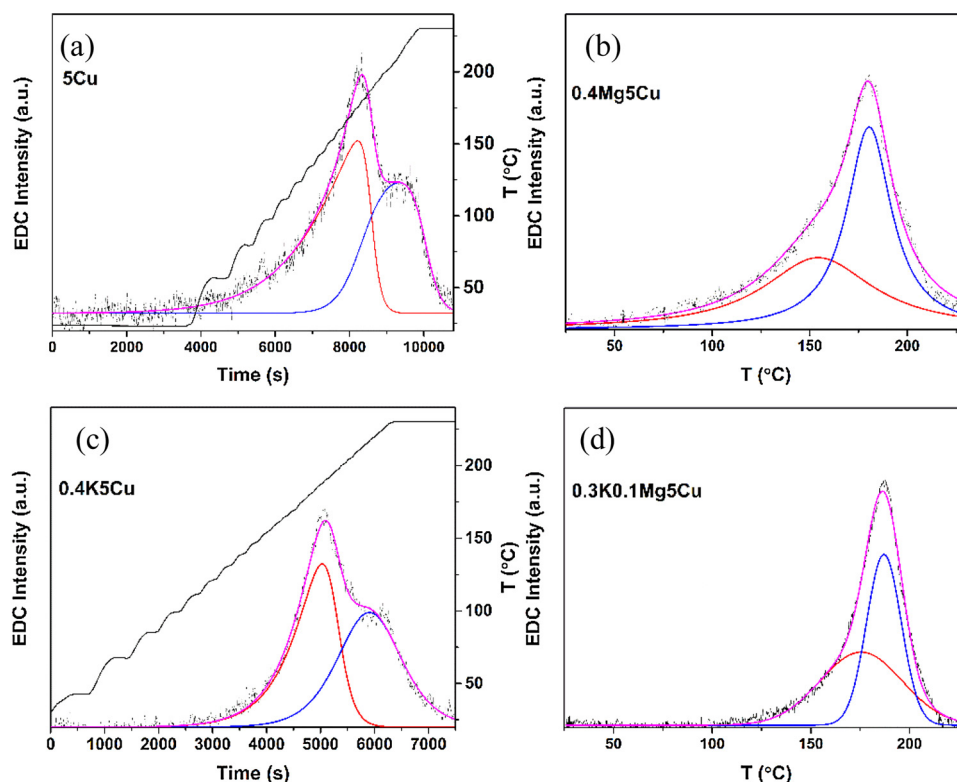 (a)
5Cu
EDC Intensity (a.u.)
200
150
100
50
T (°C)
0 2000 4000 6000 8000 10000
Time (s)
(b)
0.4Mg5Cu
EDC Intensity (a.u.)
50 100 150 200
T (°C)
(c)
0.4K5Cu
EDC Intensity (a.u.)
200
150
100
50
T (°C)
0 1000 2000 3000 4000 5000 6000 7000
Time (s)
(d)
0.3K0.1Mg5Cu
EDC Intensity (a.u.)
50 100 150 200
T (°C)